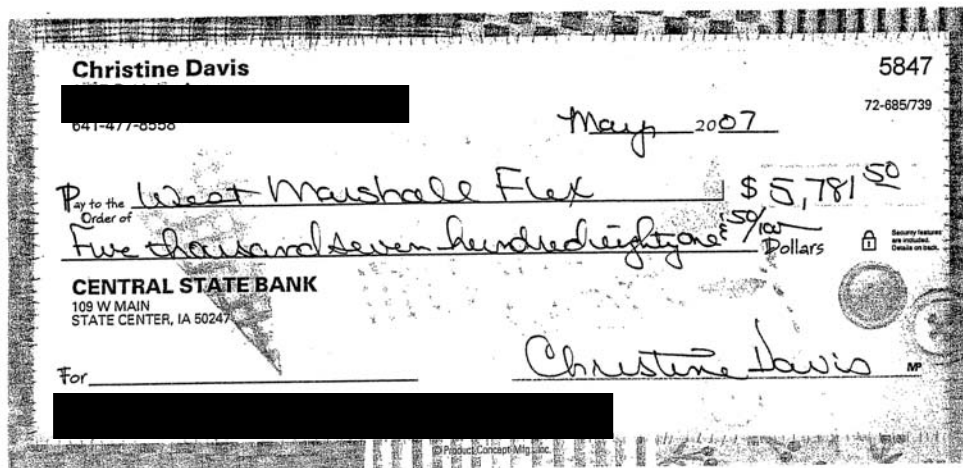 Christine Davis
5847
641-477-8558
72-685/739
May 2007
Pay to the Order of West Marshall Flex $ 5,781 50
Five thousand seven hundred eighty one & 50/100 Dollars
Security features are included. Details on back.
CENTRAL STATE BANK
109 W MAIN
STATE CENTER, IA 50247
For
Christine Davis
MP
© Product Concept Mfg., Inc.